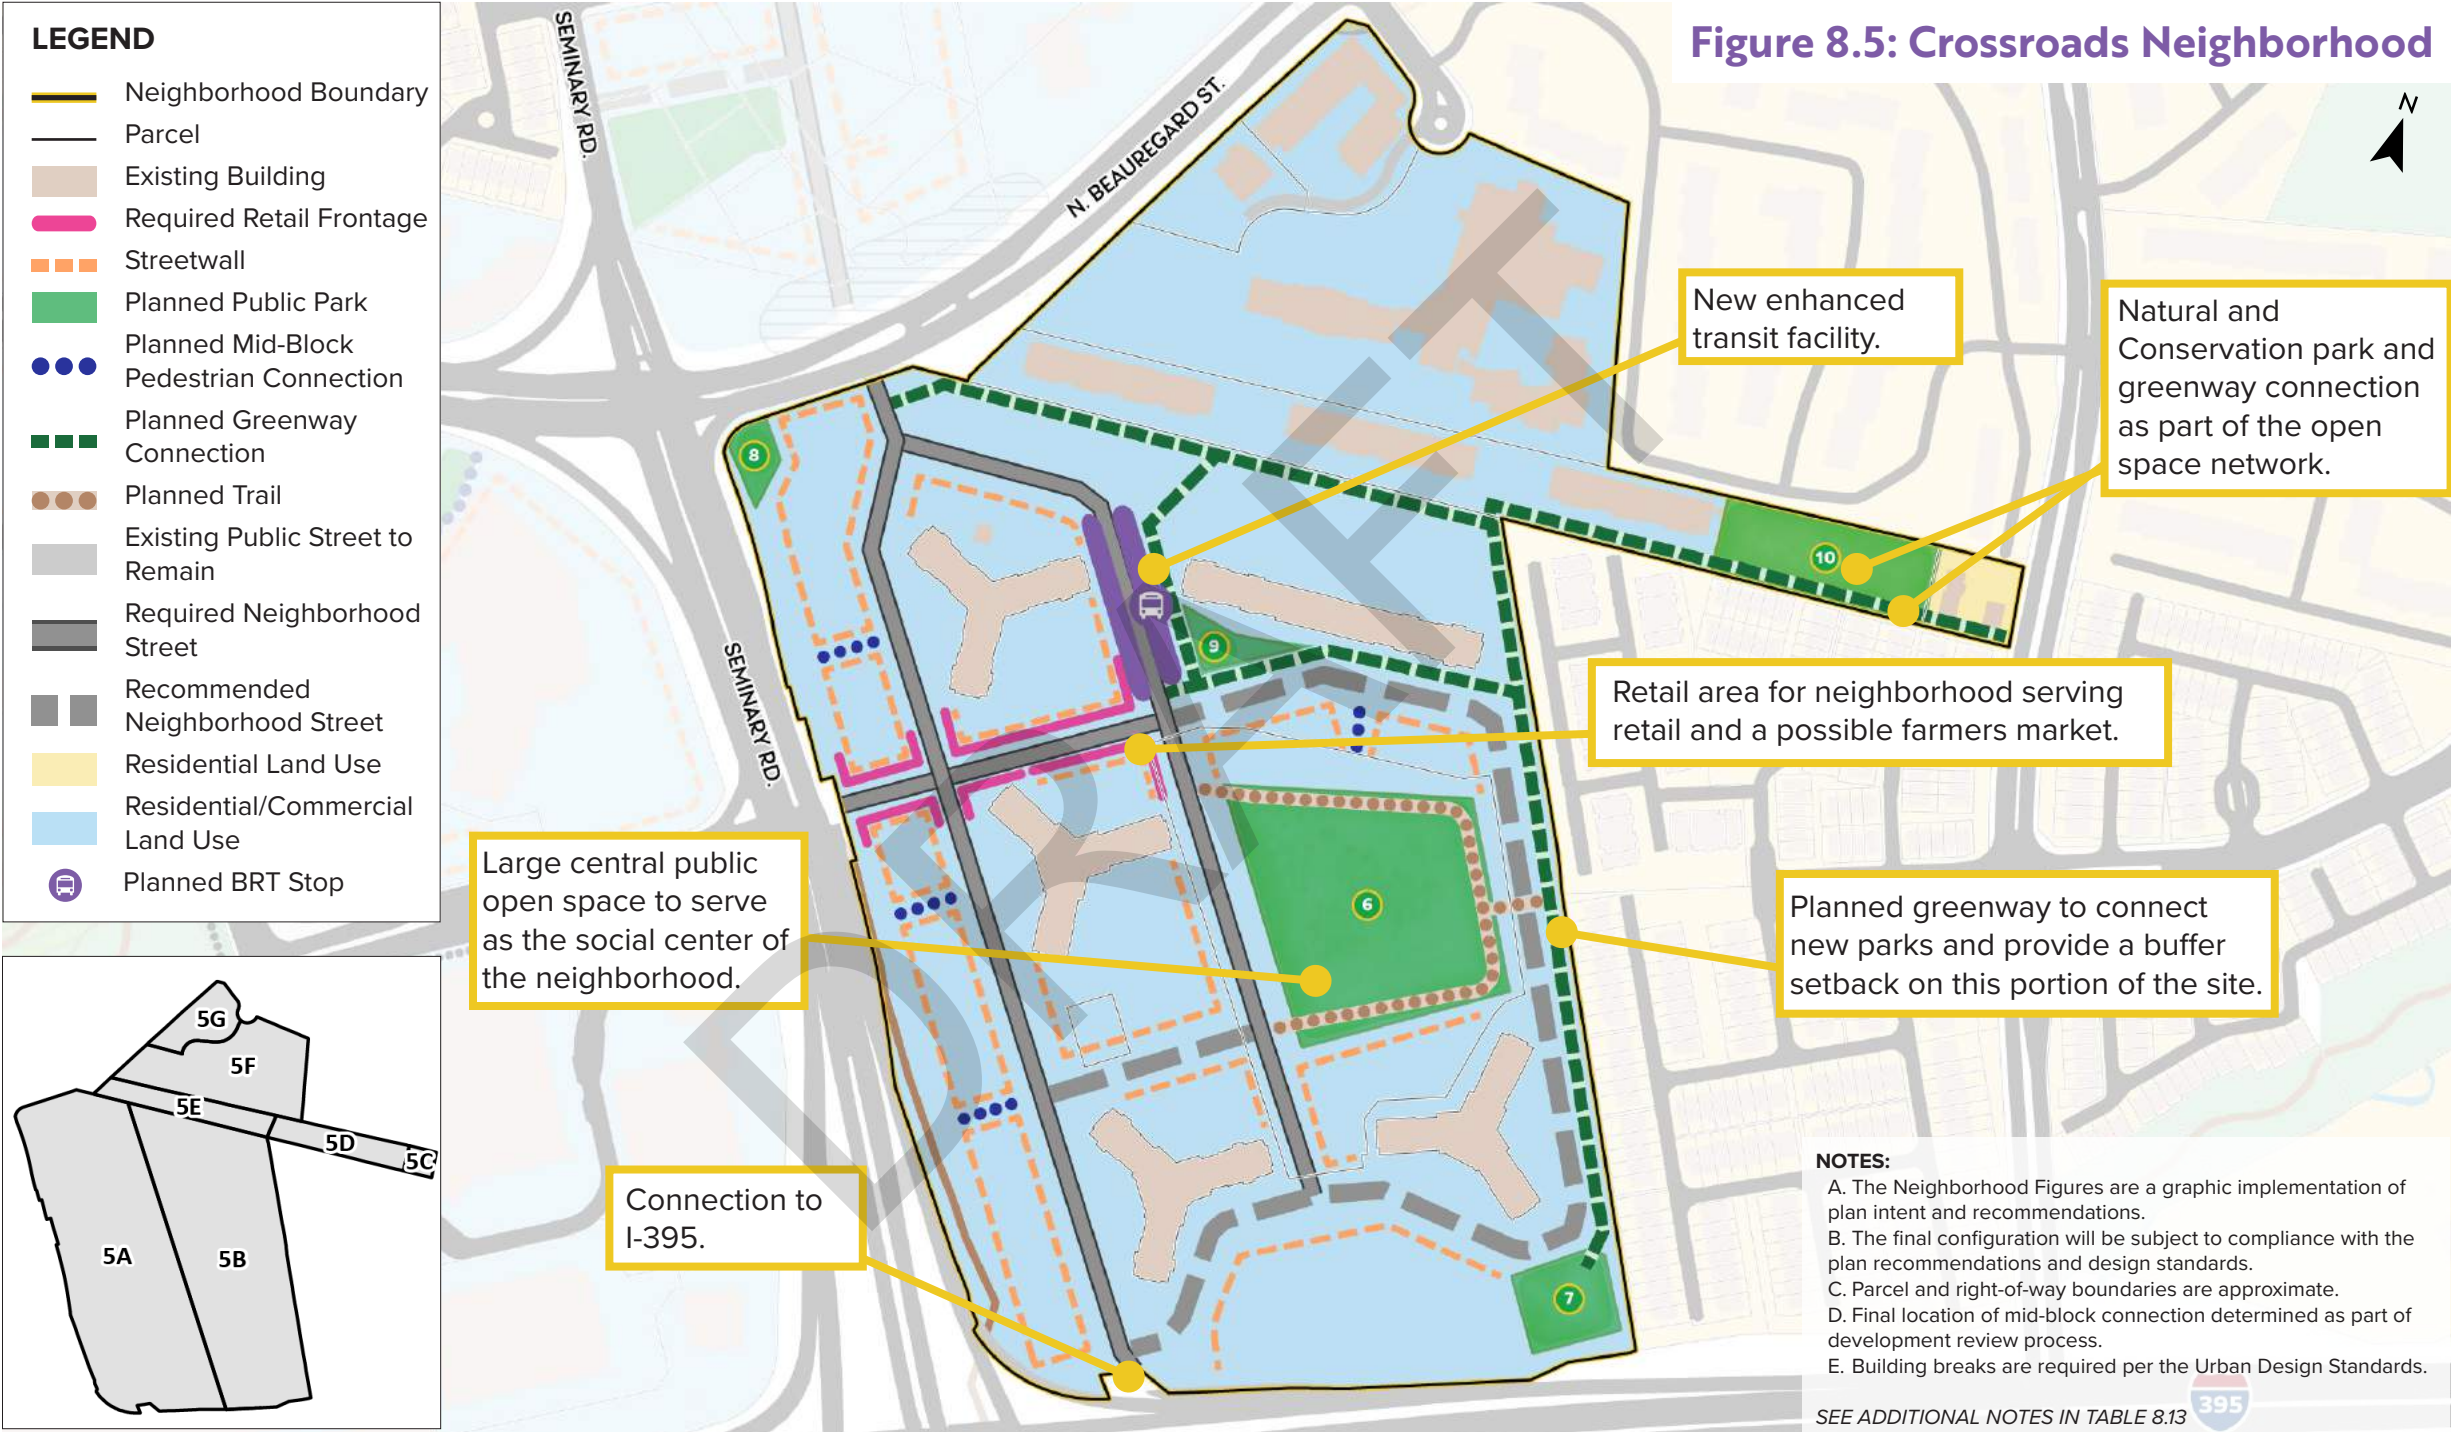 Figure 8.5: Crossroads Neighborhood
LEGEND
Neighborhood Boundary
Parcel
Existing Building
Required Retail Frontage
Streetwall
Planned Public Park
Planned Mid-Block
Pedestrian Connection
Planned Greenway
Connection
Planned Trail
Existing Public Street to
Remain
Required Neighborhood
Street
Recommended
Neighborhood Street
Residential Land Use
Residential/Commercial
Land Use
Planned BRT Stop
SEMINARY RD.
N. BEAUREGARD ST.
SEMINARY RD.
N
New enhanced
transit facility.
Natural and
Conservation park and
greenway connection
as part of the open
space network.
Retail area for neighborhood serving
retail and a possible farmers market.
Large central public
open space to serve
as the social center of
the neighborhood.
Planned greenway to connect
new parks and provide a buffer
setback on this portion of the site.
Connection to
I-395.
8
10
9
6
7
DRAFT
5G
5F
5E
5D
5C
5A
5B
NOTES:
A. The Neighborhood Figures are a graphic implementation of
plan intent and recommendations.
B. The final configuration will be subject to compliance with the
plan recommendations and design standards.
C. Parcel and right-of-way boundaries are approximate.
D. Final location of mid-block connection determined as part of
development review process.
E. Building breaks are required per the Urban Design Standards.
SEE ADDITIONAL NOTES IN TABLE 8.13
395